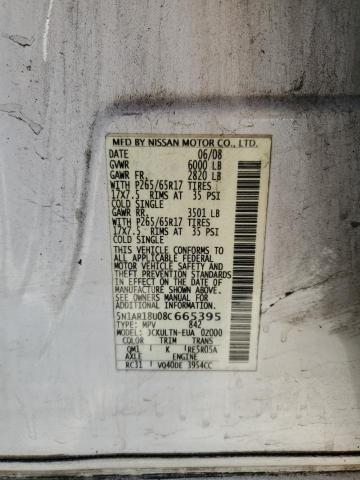 MFD BY NISSAN MOTOR CO., LTD.
DATE 06/08
GVWR 6000 LB
GAWR FR. 2820 LB
WITH P265/65R17 TIRES
17X7.5 RIMS AT 35 PSI
COLD SINGLE
GAWR RR. 3501 LB
WITH P265/65R17 TIRES
17X7.5 RIMS AT 35 PSI
COLD SINGLE
THIS VEHICLE CONFORMS TO
ALL APPLICABLE FEDERAL
MOTOR VEHICLE SAFETY AND
THEFT PREVENTION STANDARDS
IN EFFECT ON THE DATE OF
MANUFACTURE SHOWN ABOVE.
SEE OWNERS MANUAL FOR
ADDITIONAL INFORMATION.
5N1AR18U08C665395
TYPE: MPV 842
MODEL: JCKULTN-EUA 02000
COLOR TRIM TRANS
QM1 K RE5R05A
AXLE ENGINE
RC31 VQ40DE 3954CC